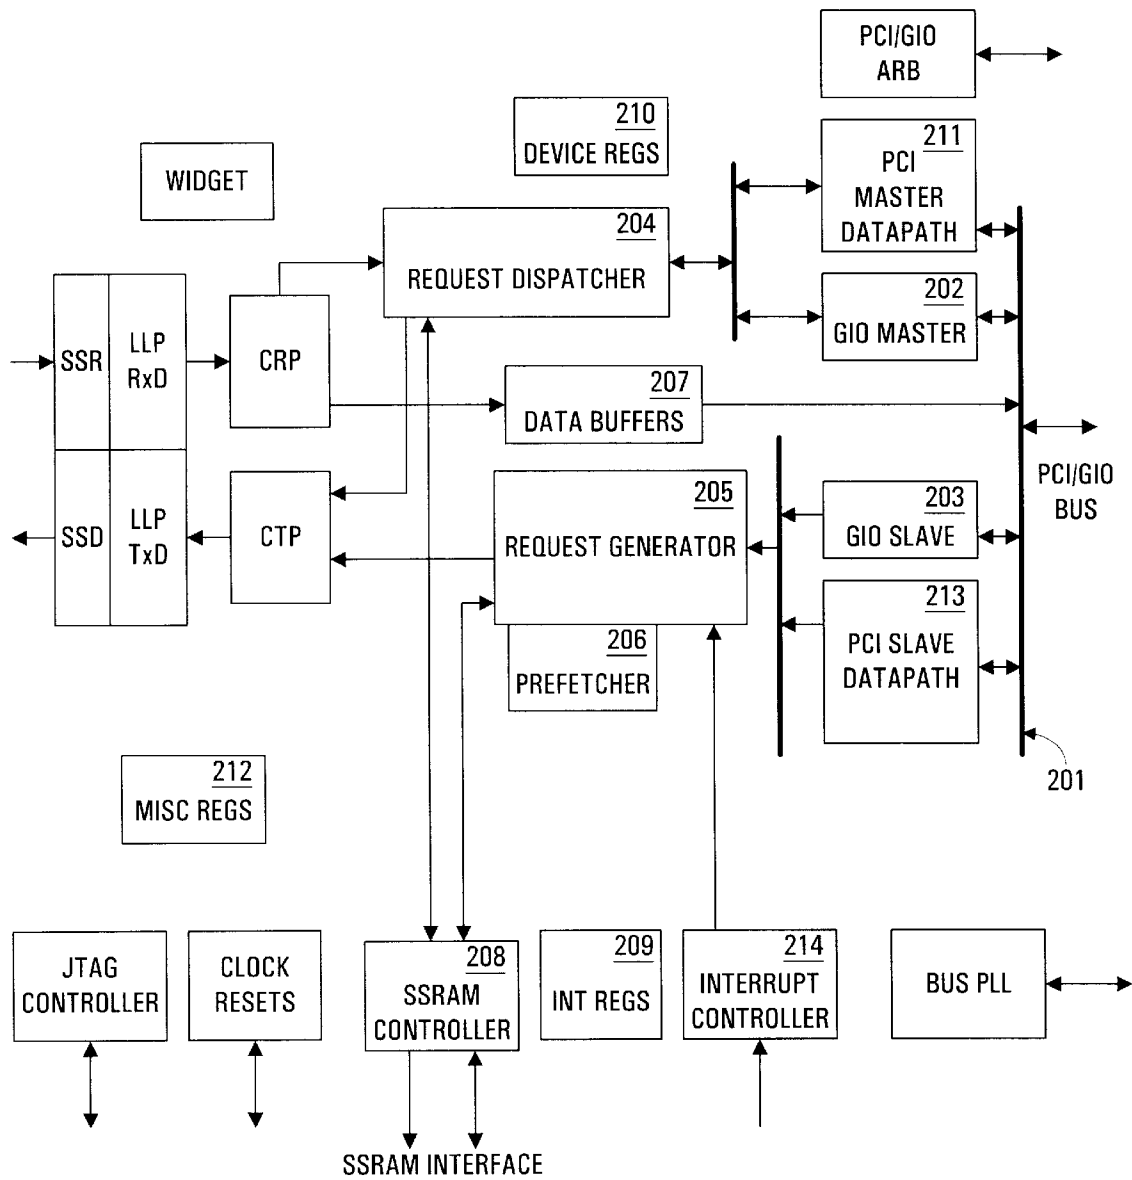 PCI/GIO
ARB
210
DEVICE REGS
211
PCI
MASTER
DATAPATH
WIDGET
204
REQUEST DISPATCHER
202
GIO MASTER
SSR
LLP
RxD
CRP
207
DATA BUFFERS
PCI/GIO
BUS
SSD
LLP
TxD
CTP
205
REQUEST GENERATOR
203
GIO SLAVE
213
PCI SLAVE
DATAPATH
206
PREFETCHER
201
212
MISC REGS
JTAG
CONTROLLER
CLOCK
RESETS
208
SSRAM
CONTROLLER
209
INT REGS
214
INTERRUPT
CONTROLLER
BUS PLL
SSRAM INTERFACE